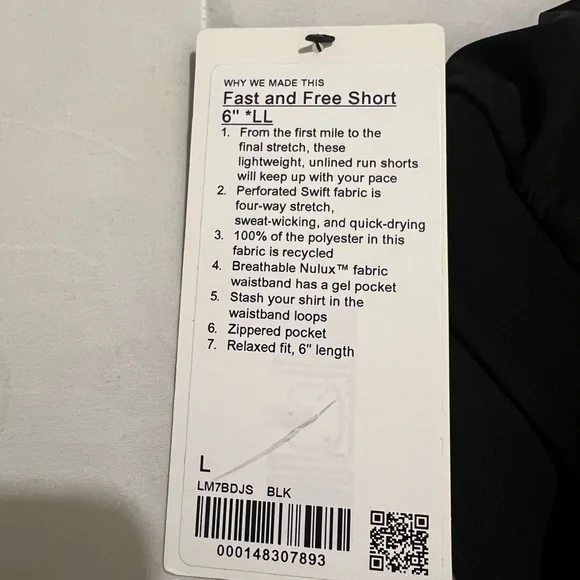 WHY WE MADE THIS
Fast and Free Short
6" *LL
1. From the first mile to the
final stretch, these
lightweight, unlined run shorts
will keep up with your pace
2. Perforated Swift fabric is
four-way stretch,
sweat-wicking, and quick-drying
3. 100% of the polyester in this
fabric is recycled
4. Breathable Nulux™ fabric
waistband has a gel pocket
5. Stash your shirt in the
waistband loops
6. Zippered pocket
7. Relaxed fit, 6" length
L
LM7BDJS BLK
000148307893